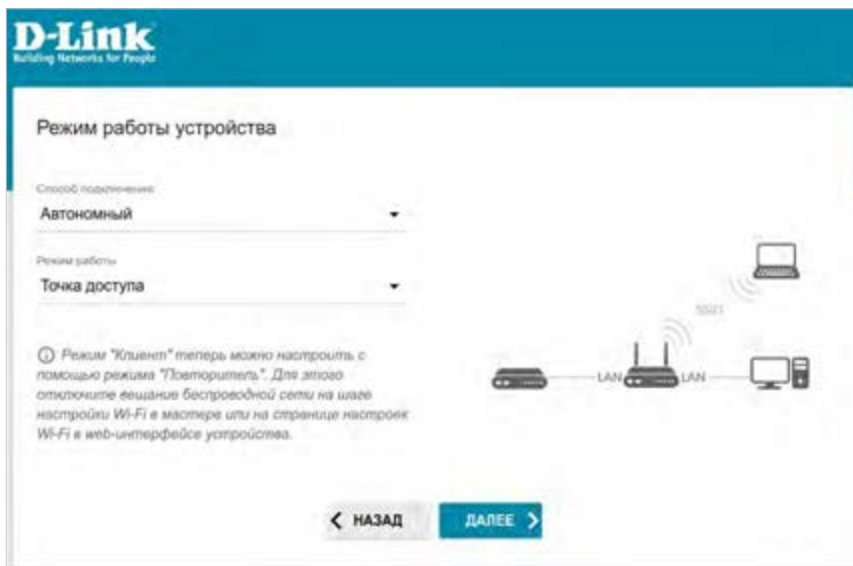 D-Link
Building Networks for People
Режим работы устройства
Способ подключения
Автономный
Режим работы
Точка доступа
Режим "Клиент" теперь можно настроить с
помощью режима "Повторитель". Для этого
отключите вещание беспроводной сети на шаге
настройки Wi-Fi в мастере или на странице настроек
Wi-Fi в web-интерфейсе устройства.
SSID1
LAN
LAN
НАЗАД
ДАЛЕЕ